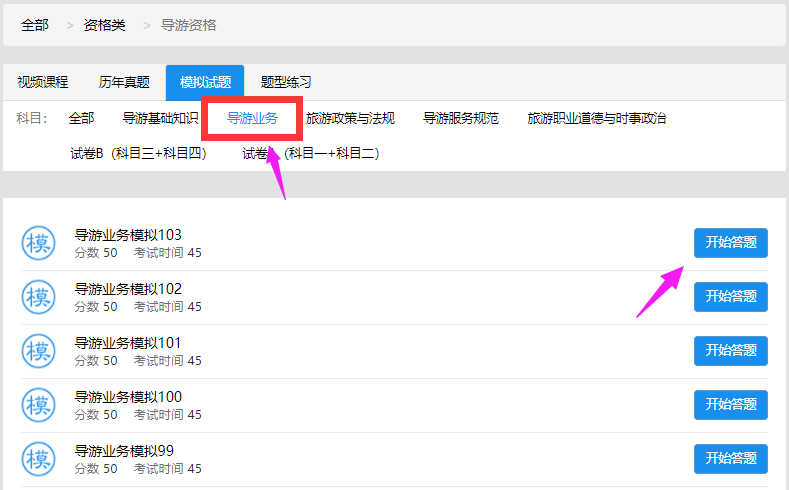 全部 > 资格类 > 导游资格
视频课程 历年真题 模拟试题 题型练习
科目: 全部 导游基础知识 导游业务 旅游政策与法规 导游服务规范 旅游职业道德与时事政治
试卷B（科目三+科目四） 试卷 （科目一+科目二）
模 导游业务模拟103 开始答题
分数 50 考试时间 45
模 导游业务模拟102 开始答题
分数 50 考试时间 45
模 导游业务模拟101 开始答题
分数 50 考试时间 45
模 导游业务模拟100 开始答题
分数 50 考试时间 45
模 导游业务模拟99 开始答题
分数 50 考试时间 45